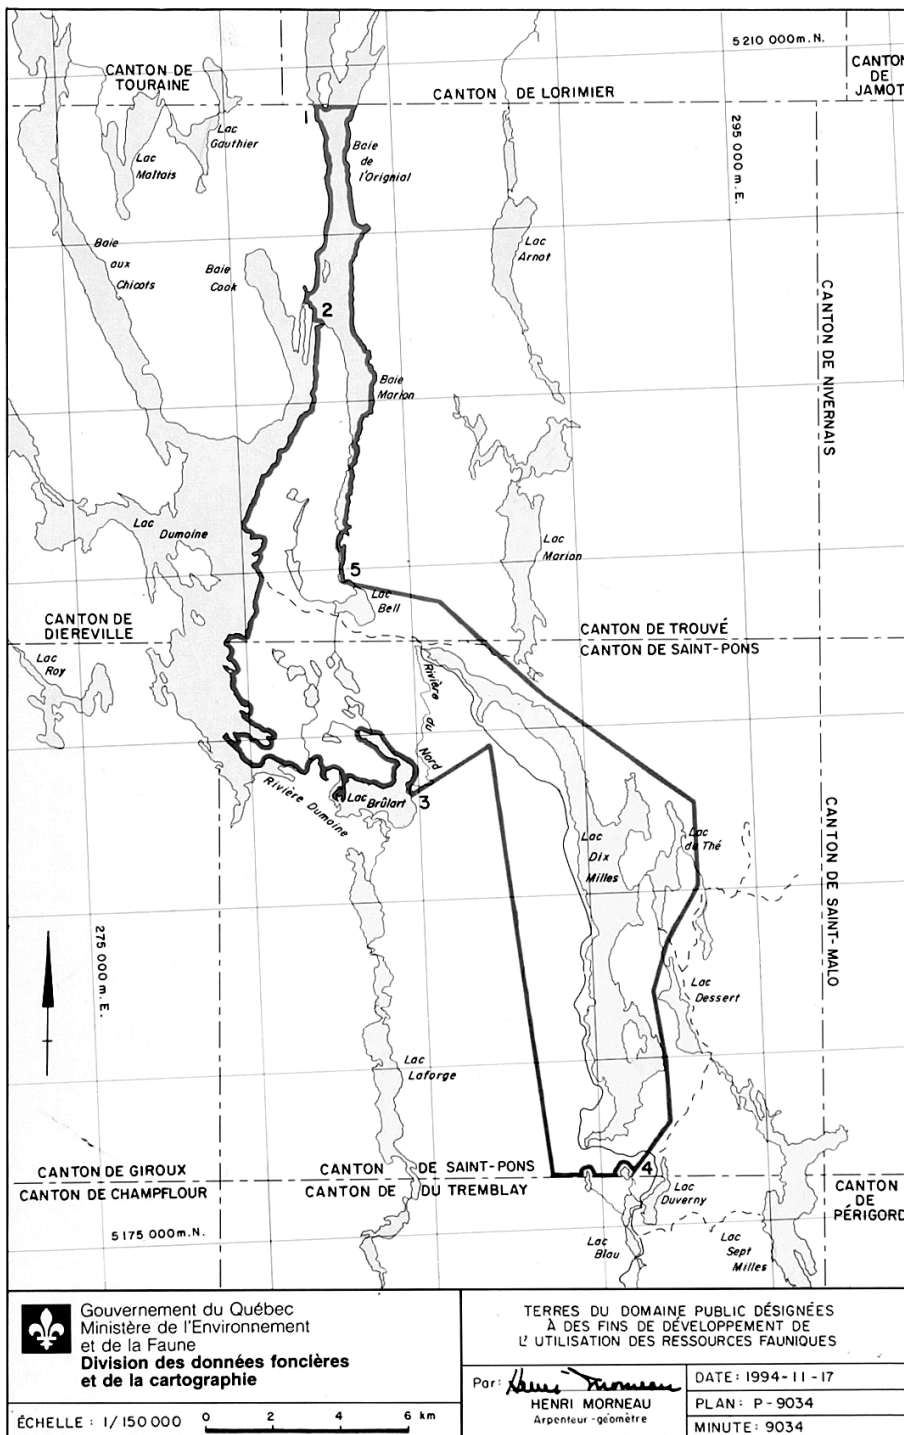 5210 000m.N.
CANTON DE
TOURAINE
CANTON DE LORIMIER
CANTON
DE
JAMOT
Lac
Gauthier
Lac
Maltais
Baie
de
l'Orignial
295 000 m.E.
Baie
aux
Chicots
Baie
Cook
Lac
Arnot
2
CANTON DE NIVERNAIS
Baie
Marion
Lac
Dumoine
Lac
Marion
5
Lac
Bell
CANTON DE
DIEREVILLE
CANTON DE TROUVÉ
CANTON DE SAINT-PONS
Lac
Roy
Rivière du Nord
Rivière Dumoine
Lac
Brûlart
3
Lac
Dix
Milles
Lac
du Thé
CANTON DE SAINT-MALO
275 000 m.E.
Lac
Dessert
Lac
Laforge
4
CANTON DE GIROUX
CANTON DE SAINT-PONS
CANTON DE CHAMPFLOUR
CANTON DE DU TREMBLAY
Lac
Duverny
CANTON
DE
PÉRIGORD
5175 000m.N.
Lac
Blau
Lac
Sept
Milles
Gouvernement du Québec
Ministère de l'Environnement
et de la Faune
Division des données foncières
et de la cartographie
ÉCHELLE : 1/150 000
0 2 4 6 km
TERRES DU DOMAINE PUBLIC DÉSIGNÉES
À DES FINS DE DÉVELOPPEMENT DE
L'UTILISATION DES RESSOURCES FAUNIQUES
Par: Henri Morneau
HENRI MORNEAU
Arpenteur-géomètre
DATE: 1994-11-17
PLAN: P-9034
MINUTE: 9034